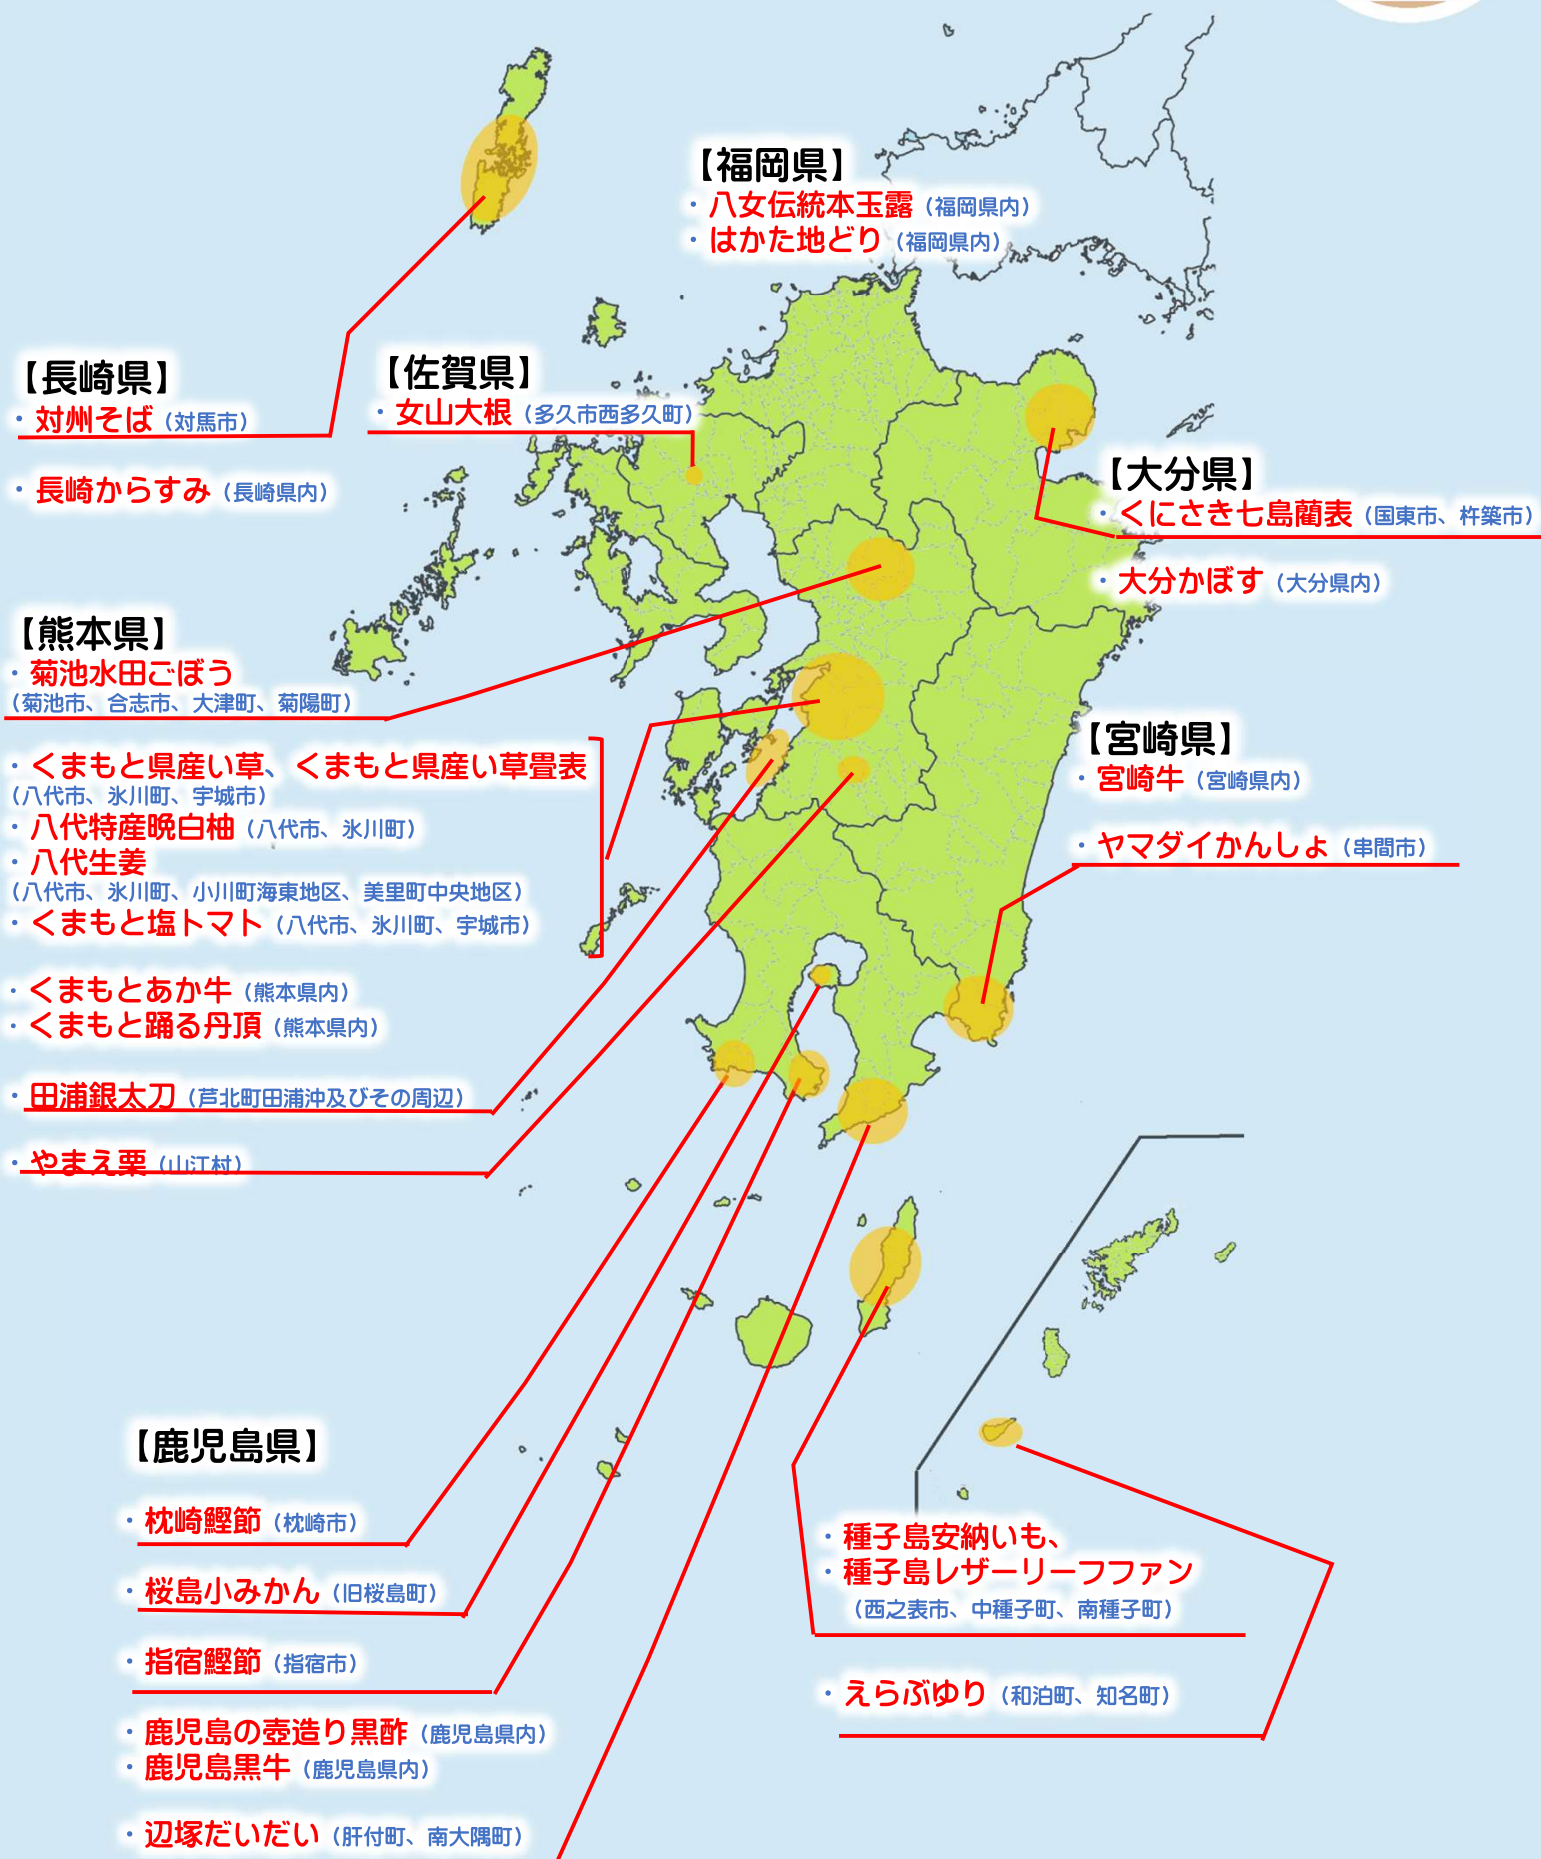 【福岡県】
・八女伝統本玉露（福岡県内）
・はかた地どり（福岡県内）
【長崎県】
・対州そば（対馬市）
・長崎からすみ（長崎県内）
【佐賀県】
・女山大根（多久市西多久町）
【大分県】
・くにさき七島藺表（国東市、杵築市）
・大分かぼす（大分県内）
【熊本県】
・菊池水田ごぼう
（菊池市、合志市、大津町、菊陽町）
・くまもと県産い草、くまもと県産い草畳表
（八代市、氷川町、宇城市）
・八代特産晩白柚（八代市、氷川町）
・八代生姜
（八代市、氷川町、小川町海東地区、美里町中央地区）
・くまもと塩トマト（八代市、氷川町、宇城市）
・くまもとあか牛（熊本県内）
・くまもと踊る丹頂（熊本県内）
・田浦銀太刀（芦北町田浦沖及びその周辺）
・やまえ栗（山江村）
【宮崎県】
・宮崎牛（宮崎県内）
・ヤマダイかんしょ（串間市）
【鹿児島県】
・枕崎鰹節（枕崎市）
・桜島小みかん（旧桜島町）
・指宿鰹節（指宿市）
・鹿児島の壺造り黒酢（鹿児島県内）
・鹿児島黒牛（鹿児島県内）
・辺塚だいだい（肝付町、南大隅町）
・種子島安納いも、
・種子島レザーリーフファン
（西之表市、中種子町、南種子町）
・えらぶゆり（和泊町、知名町）